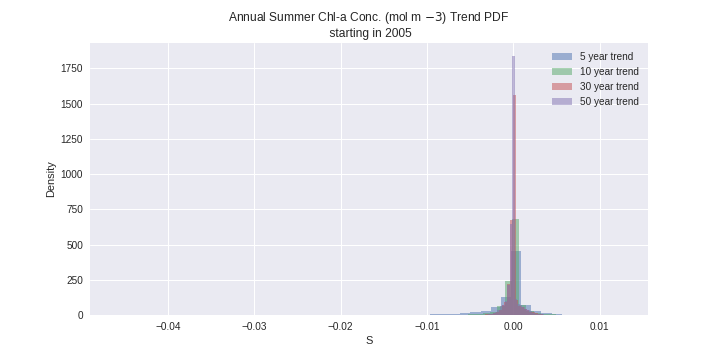 Annual Summer Chl-a Conc. (mol m −3) Trend PDF
starting in 2005
5 year trend
10 year trend
30 year trend
50 year trend
Density
1750
1500
1250
1000
750
500
250
0
−0.04
−0.03
−0.02
−0.01
0.00
0.01
S